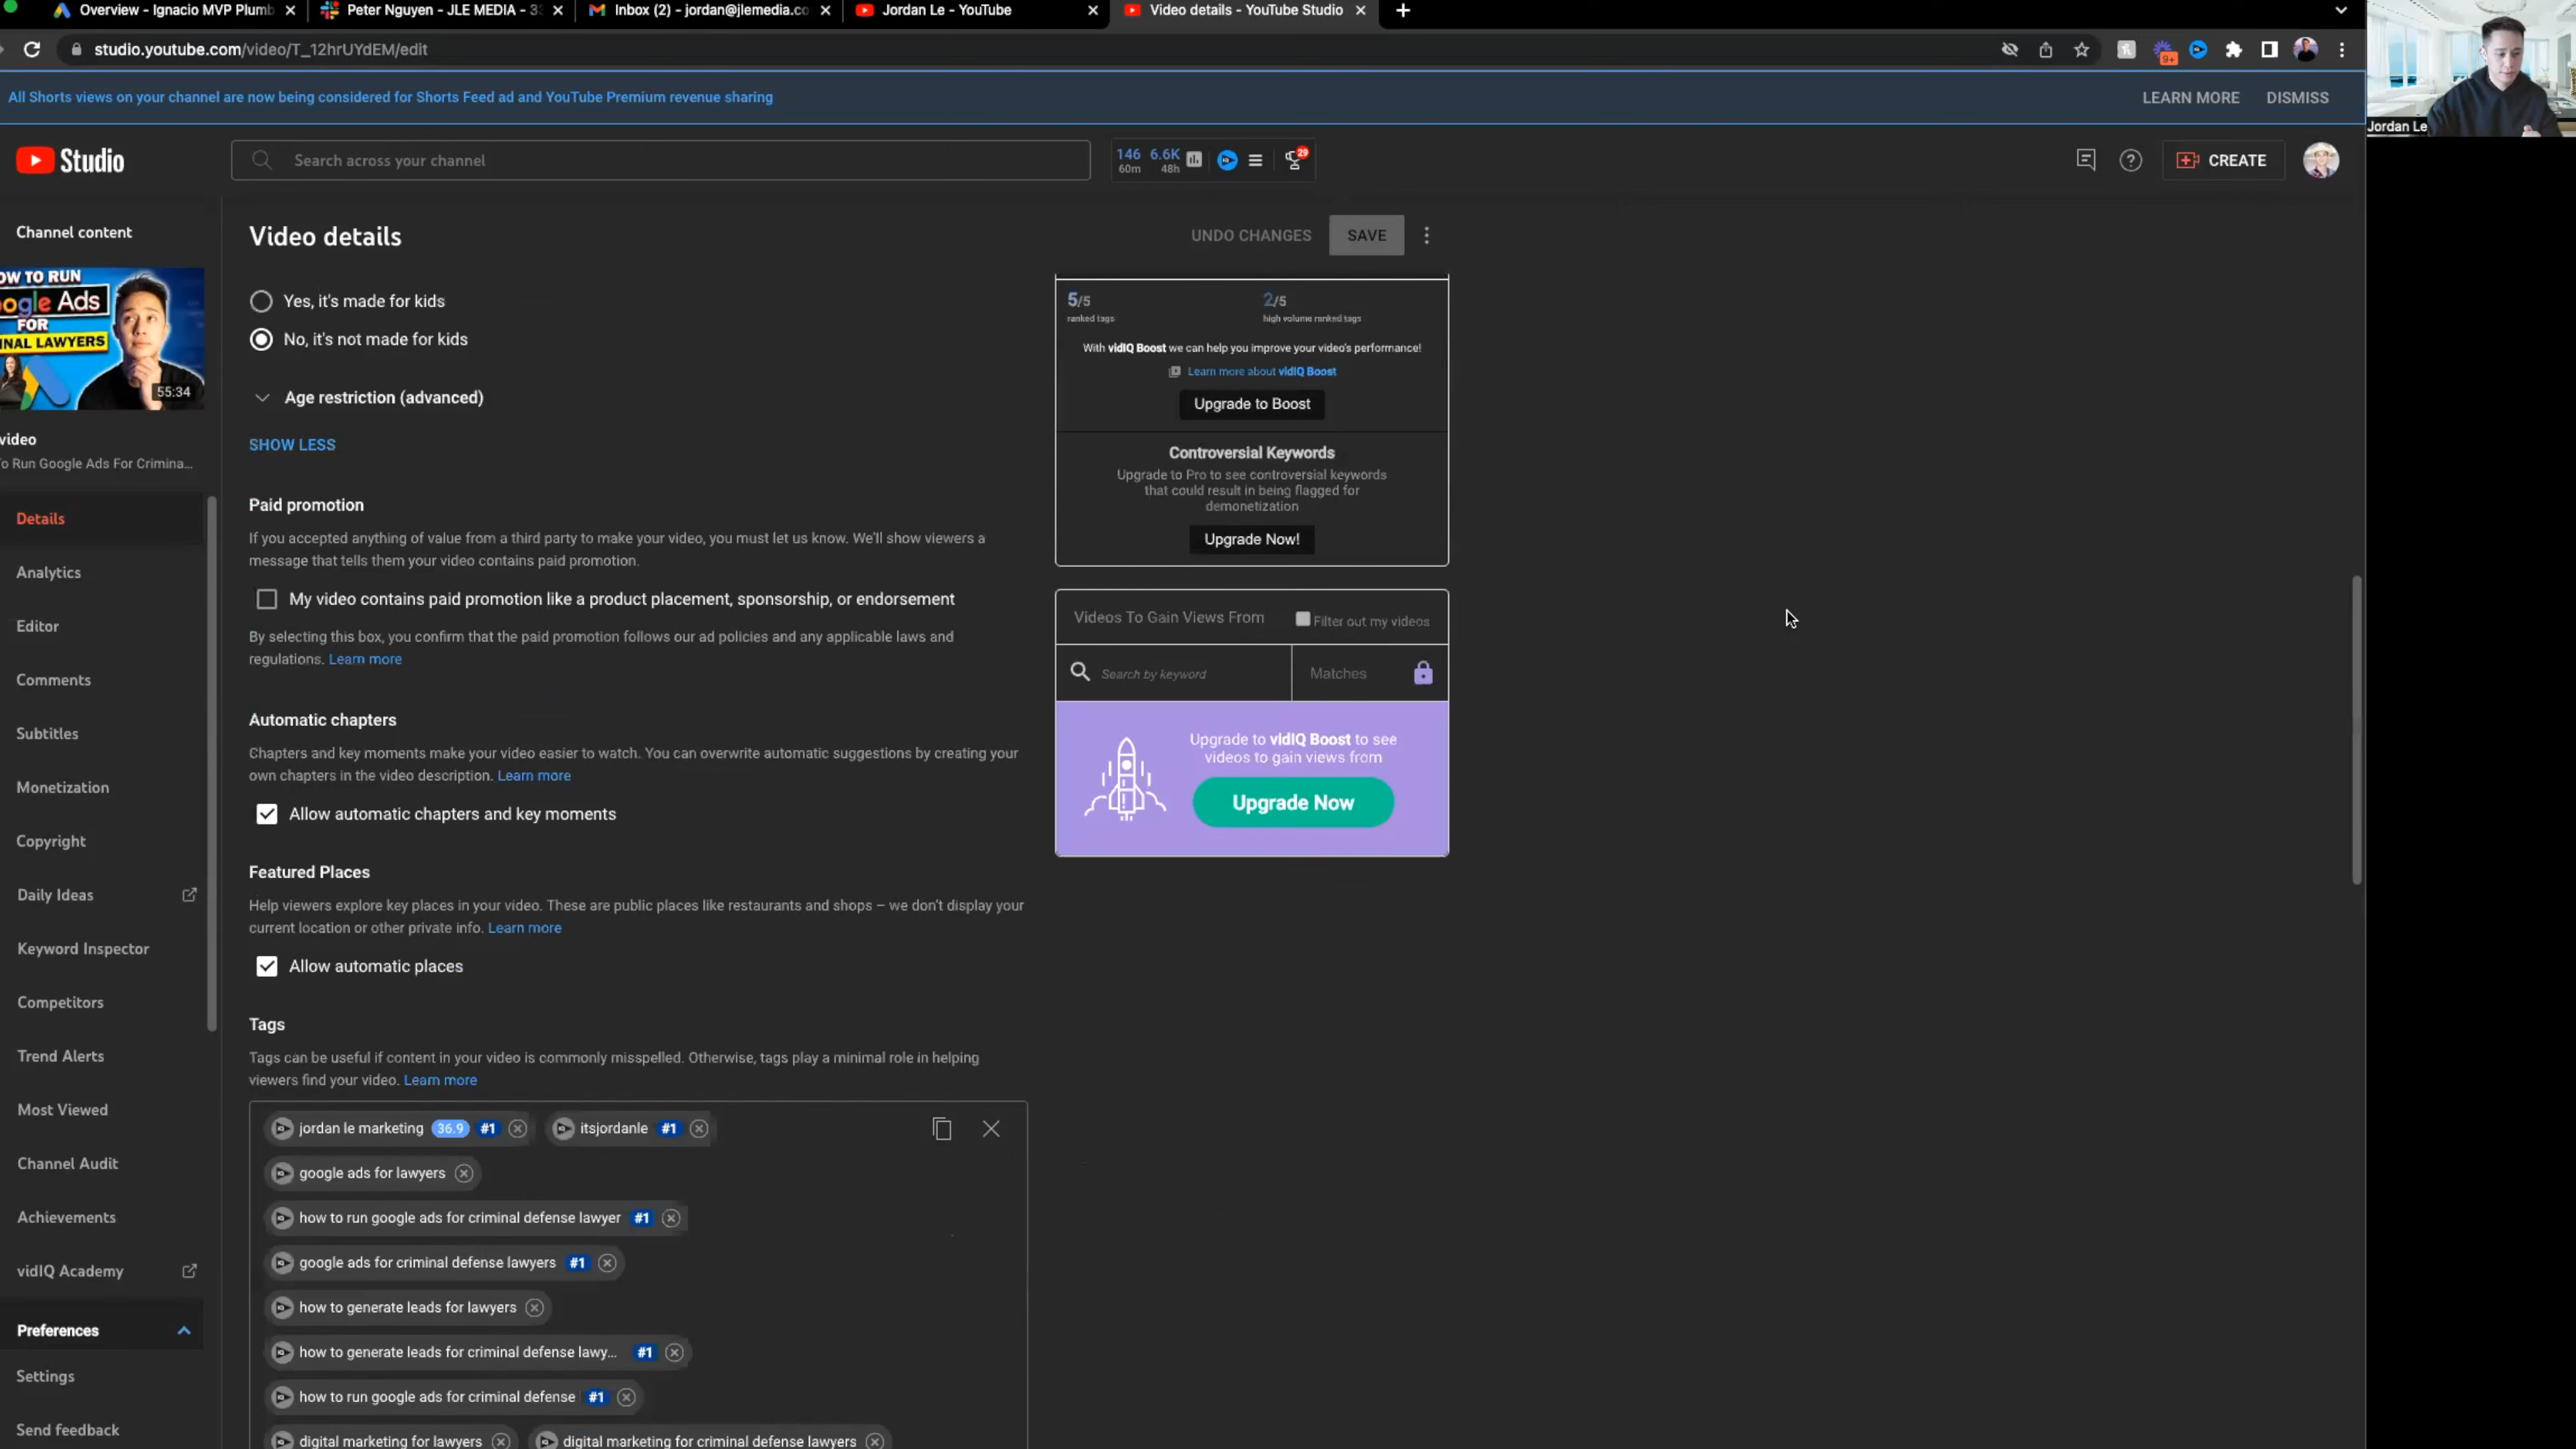 Overview - Ignacio MVP Plumb
Peter Nguyen - JLE MEDIA - 3
Inbox (2) - jordan@jlemedia.co
Jordan Le - YouTube
Video details - YouTube Studio
studio.youtube.com/video/T_12hrUYdEM/edit
9+
Jordan Le
All Shorts views on your channel are now being considered for Shorts Feed ad and YouTube Premium revenue sharing
LEARN MORE
DISMISS
Studio
Search across your channel
146
60m
6.6K
48h
29
CREATE
Channel content
OW TO RUN
ogle Ads
FOR
INAL LAWYERS
55:34
video
o Run Google Ads For Crimina...
Details
Analytics
Editor
Comments
Subtitles
Monetization
Copyright
Daily Ideas
Keyword Inspector
Competitors
Trend Alerts
Most Viewed
Channel Audit
Achievements
vidIQ Academy
Preferences
Settings
Send feedback
Video details
UNDO CHANGES
SAVE
Yes, it's made for kids
No, it's not made for kids
Age restriction (advanced)
SHOW LESS
Paid promotion
If you accepted anything of value from a third party to make your video, you must let us know. We'll show viewers a
message that tells them your video contains paid promotion.
My video contains paid promotion like a product placement, sponsorship, or endorsement
By selecting this box, you confirm that the paid promotion follows our ad policies and any applicable laws and
regulations. Learn more
Automatic chapters
Chapters and key moments make your video easier to watch. You can overwrite automatic suggestions by creating your
own chapters in the video description. Learn more
Allow automatic chapters and key moments
Featured Places
Help viewers explore key places in your video. These are public places like restaurants and shops – we don't display your
current location or other private info. Learn more
Allow automatic places
Tags
Tags can be useful if content in your video is commonly misspelled. Otherwise, tags play a minimal role in helping
viewers find your video. Learn more
jordan le marketing 36.9 #1
itsjordanle #1
google ads for lawyers
how to run google ads for criminal defense lawyer #1
google ads for criminal defense lawyers #1
how to generate leads for lawyers
how to generate leads for criminal defense lawy... #1
how to run google ads for criminal defense #1
digital marketing for lawyers
digital marketing for criminal defense lawyers
5/5
ranked tags
2/5
high volume ranked tags
With vidIQ Boost we can help you improve your video's performance!
Learn more about vidIQ Boost
Upgrade to Boost
Controversial Keywords
Upgrade to Pro to see controversial keywords
that could result in being flagged for
demonetization
Upgrade Now!
Videos To Gain Views From
Filter out my videos
Search by keyword
Matches
Upgrade to vidIQ Boost to see
videos to gain views from
Upgrade Now